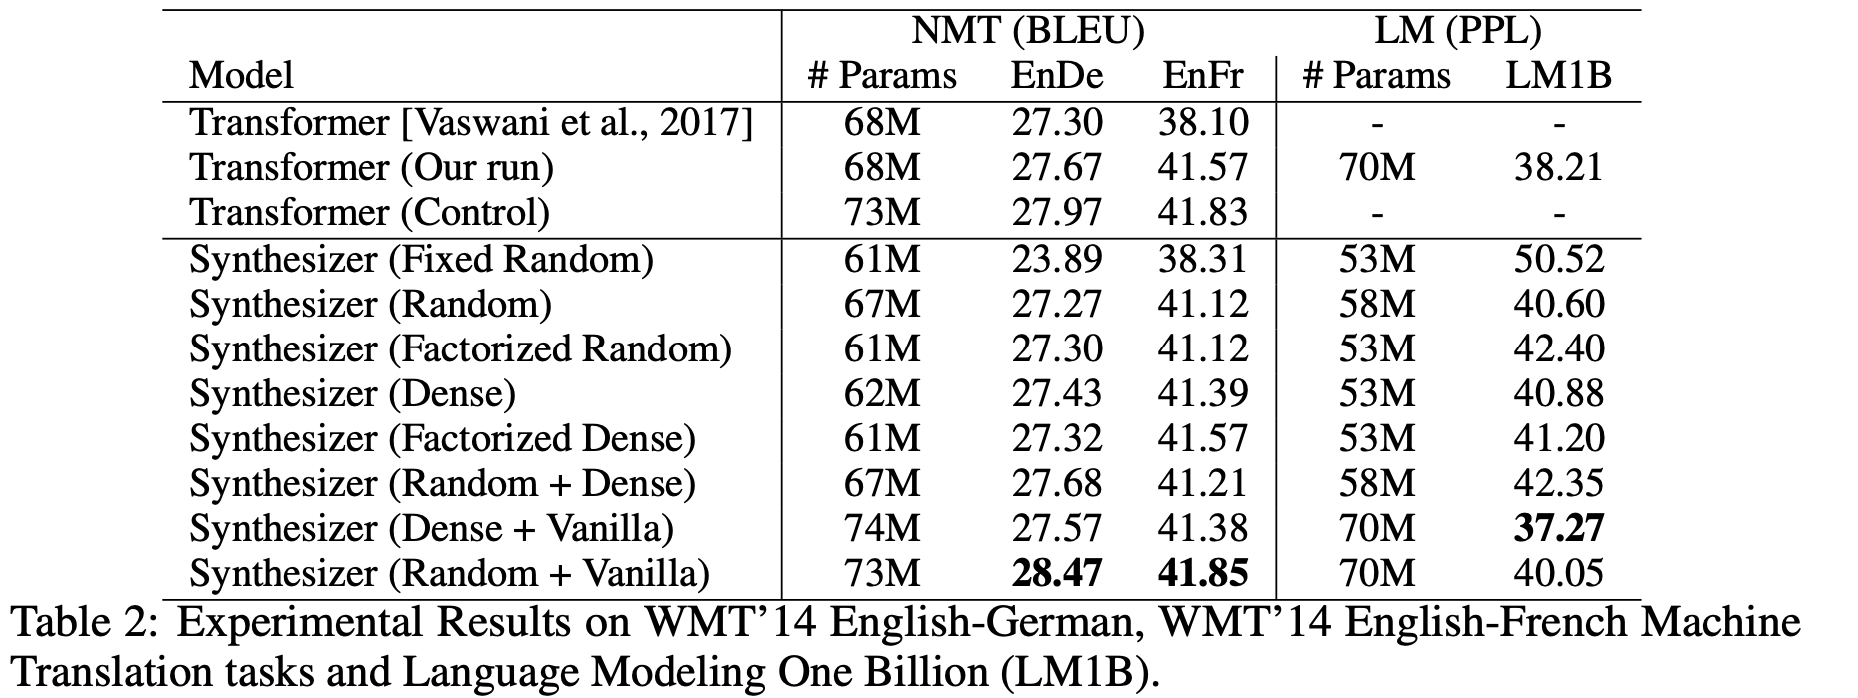 NMT (BLEU) LM (PPL)
Model # Params EnDe EnFr # Params LM1B
Transformer [Vaswani et al., 2017] 68M 27.30 38.10 - -
Transformer (Our run) 68M 27.67 41.57 70M 38.21
Transformer (Control) 73M 27.97 41.83 - -
Synthesizer (Fixed Random) 61M 23.89 38.31 53M 50.52
Synthesizer (Random) 67M 27.27 41.12 58M 40.60
Synthesizer (Factorized Random) 61M 27.30 41.12 53M 42.40
Synthesizer (Dense) 62M 27.43 41.39 53M 40.88
Synthesizer (Factorized Dense) 61M 27.32 41.57 53M 41.20
Synthesizer (Random + Dense) 67M 27.68 41.21 58M 42.35
Synthesizer (Dense + Vanilla) 74M 27.57 41.38 70M 37.27
Synthesizer (Random + Vanilla) 73M 28.47 41.85 70M 40.05
Table 2: Experimental Results on WMT’14 English-German, WMT’14 English-French Machine
Translation tasks and Language Modeling One Billion (LM1B).